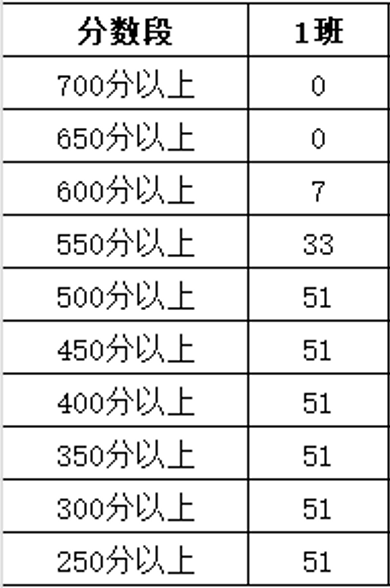 分数段 1班
700分以上 0
650分以上 0
600分以上 7
550分以上 33
500分以上 51
450分以上 51
400分以上 51
350分以上 51
300分以上 51
250分以上 51